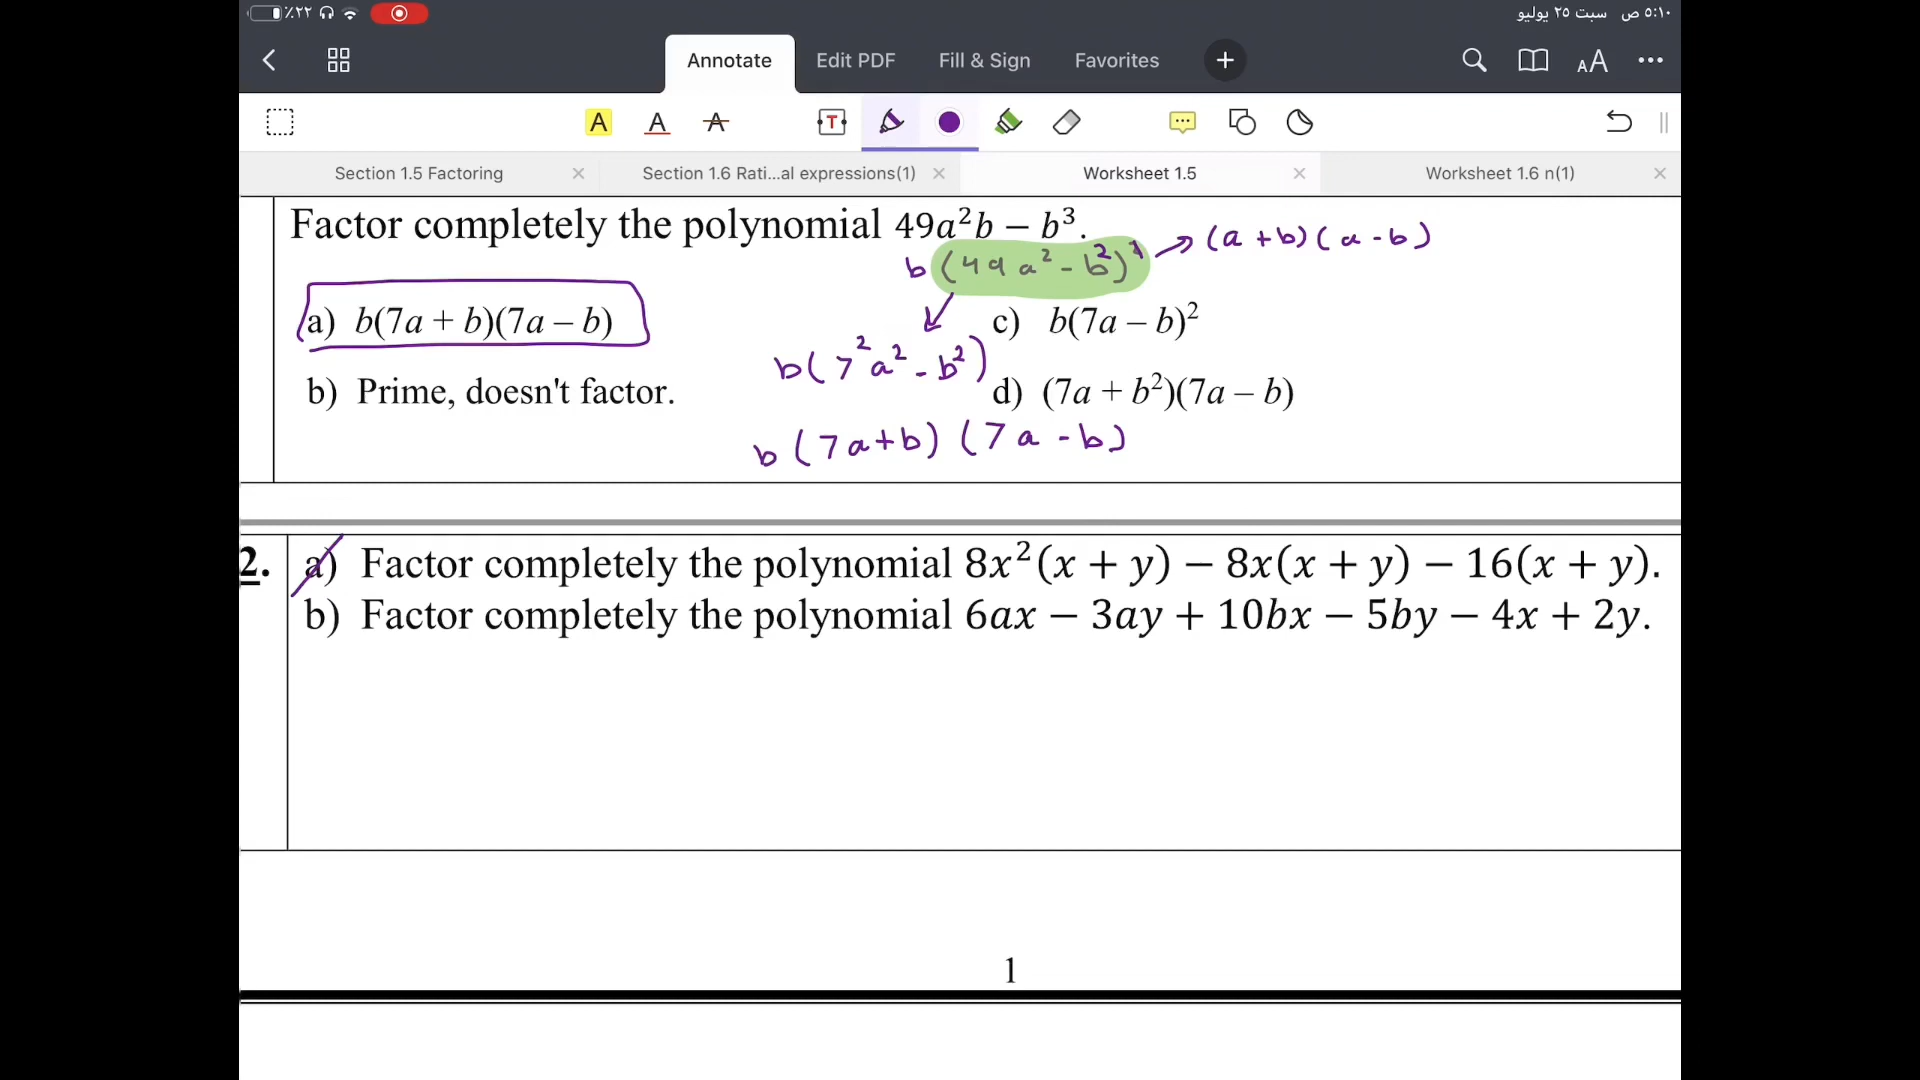 ٪٢٢
٥:١٠ ص سبت ٢٥ يوليو
Annotate Edit PDF Fill & Sign Favorites
Section 1.5 Factoring Section 1.6 Rati...al expressions(1) Worksheet 1.5 Worksheet 1.6 n(1)
Factor completely the polynomial 49a²b − b³.
b (49a² - b²) → (a + b) (a - b)
a) b(7a + b)(7a – b)
c) b(7a – b)²
b (7²a² - b²)
b) Prime, doesn't factor.
d) (7a + b²)(7a – b)
b (7a + b) (7a - b)
2. a) Factor completely the polynomial 8x²(x + y) − 8x(x + y) − 16(x + y).
b) Factor completely the polynomial 6ax − 3ay + 10bx − 5by − 4x + 2y.
1